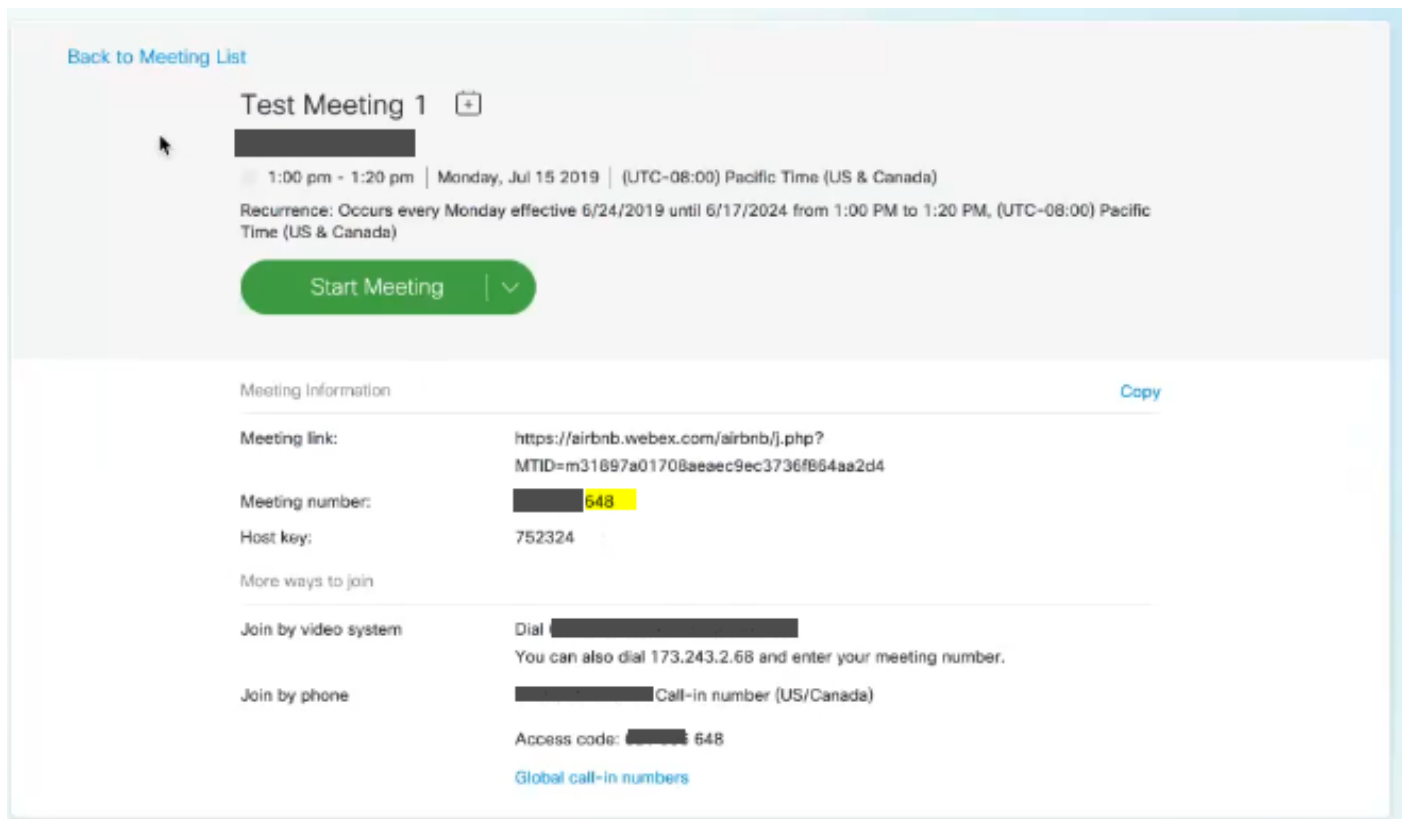 Back to Meeting List
Test Meeting 1
1:00 pm - 1:20 pm | Monday, Jul 15 2019 | (UTC-08:00) Pacific Time (US & Canada)
Recurrence: Occurs every Monday effective 6/24/2019 until 6/17/2024 from 1:00 PM to 1:20 PM, (UTC-08:00) Pacific
Time (US & Canada)
Start Meeting
Meeting Information Copy
Meeting link: https://airbnb.webex.com/airbnb/j.php?
MTID=m31897a01708aeaec9ec3736f864aa2d4
Meeting number: 648
Host key: 752324
More ways to join
Join by video system Dial
You can also dial 173.243.2.68 and enter your meeting number.
Join by phone Call-in number (US/Canada)
Access code: 648
Global call-in numbers